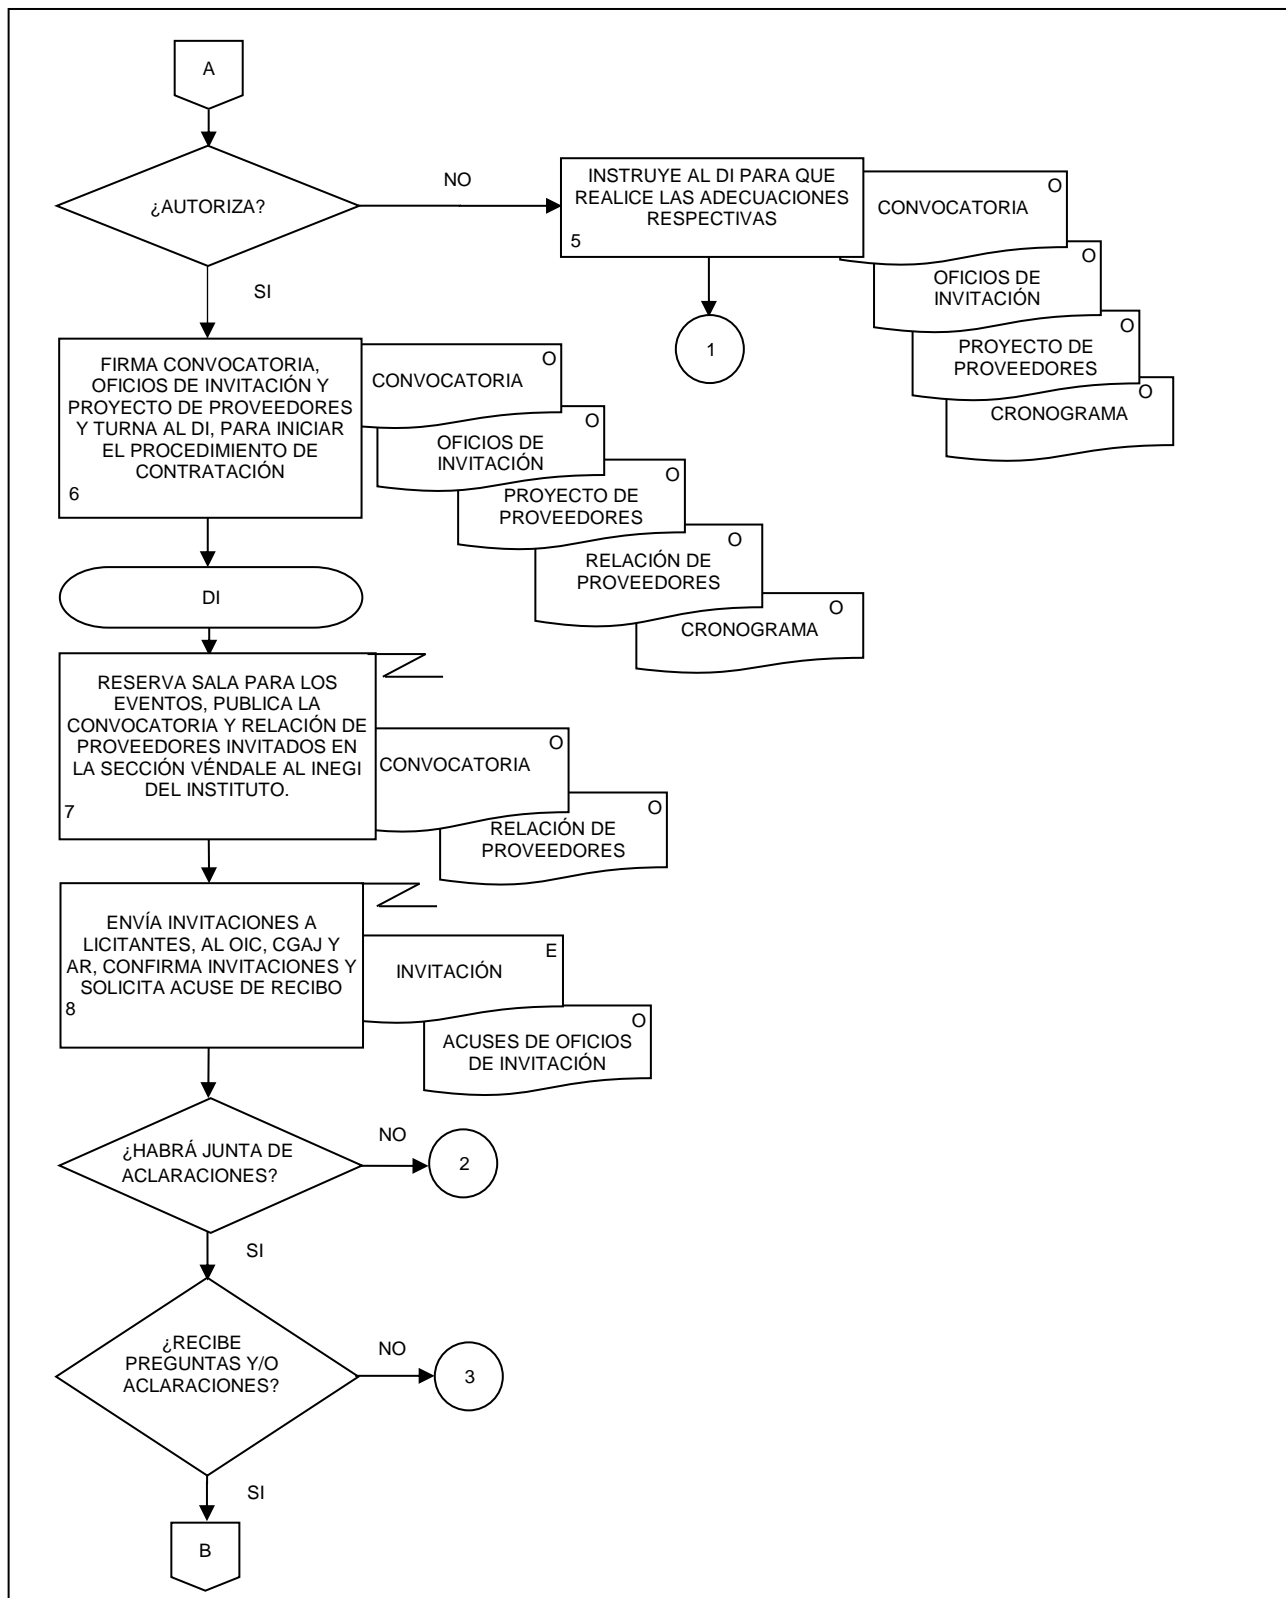 A
¿AUTORIZA?
NO
INSTRUYE AL DI PARA QUE
REALICE LAS ADECUACIONES
RESPECTIVAS
5
O
CONVOCATORIA
O
OFICIOS DE
INVITACIÓN
O
PROYECTO DE
PROVEEDORES
O
CRONOGRAMA
1
SI
FIRMA CONVOCATORIA,
OFICIOS DE INVITACIÓN Y
PROYECTO DE PROVEEDORES
Y TURNA AL DI, PARA INICIAR
EL PROCEDIMIENTO DE
CONTRATACIÓN
6
O
CONVOCATORIA
O
OFICIOS DE
INVITACIÓN
O
PROYECTO DE
PROVEEDORES
O
RELACIÓN DE
PROVEEDORES
O
CRONOGRAMA
DI
RESERVA SALA PARA LOS
EVENTOS, PUBLICA LA
CONVOCATORIA Y RELACIÓN DE
PROVEEDORES INVITADOS EN
LA SECCIÓN VÉNDALE AL INEGI
DEL INSTITUTO.
7
O
CONVOCATORIA
O
RELACIÓN DE
PROVEEDORES
ENVÍA INVITACIONES A
LICITANTES, AL OIC, CGAJ Y
AR, CONFIRMA INVITACIONES Y
SOLICITA ACUSE DE RECIBO
8
E
INVITACIÓN
O
ACUSES DE OFICIOS
DE INVITACIÓN
¿HABRÁ JUNTA DE
ACLARACIONES?
NO
2
SI
¿RECIBE
PREGUNTAS Y/O
ACLARACIONES?
NO
3
SI
B